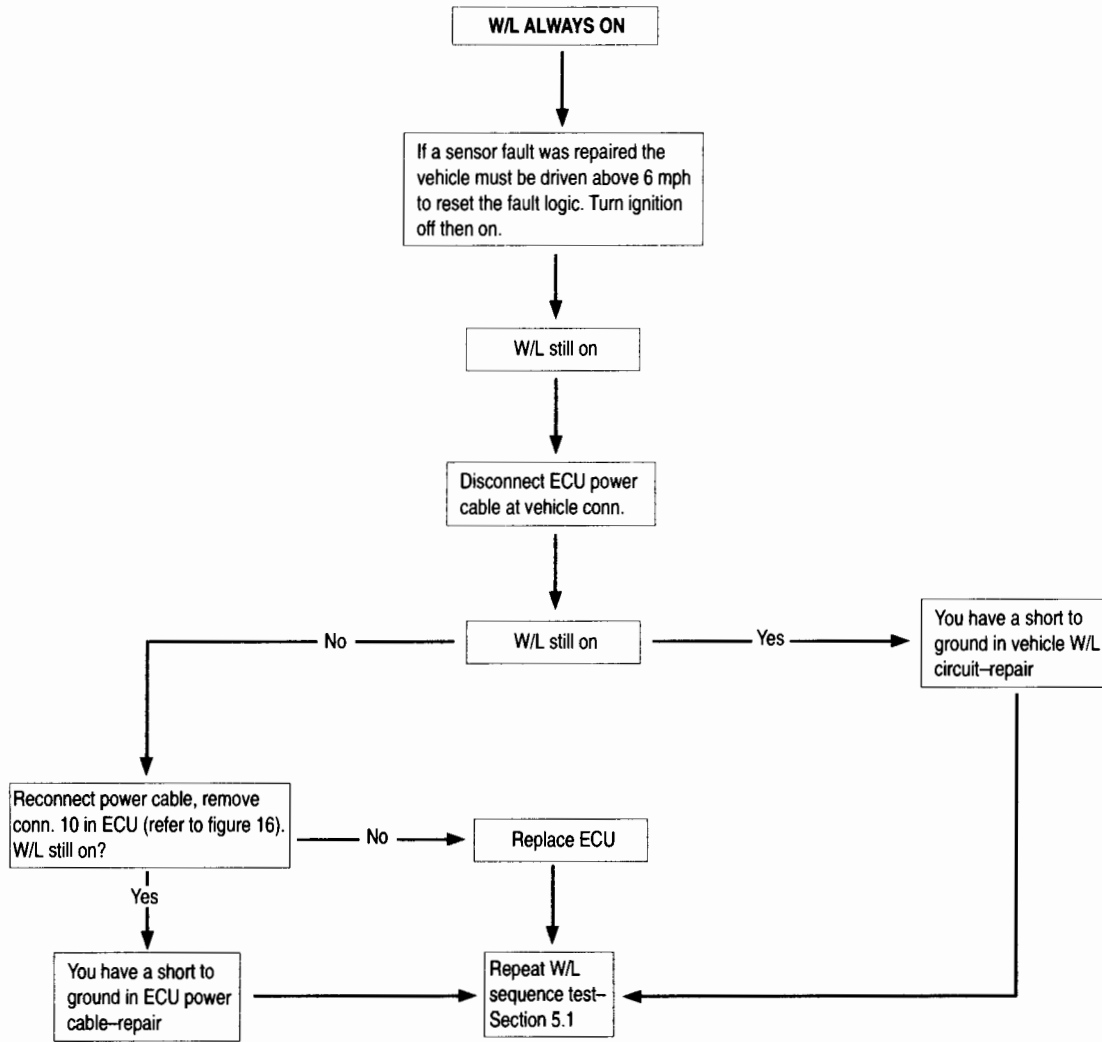 W/L ALWAYS ON
If a sensor fault was repaired the
vehicle must be driven above 6 mph
to reset the fault logic. Turn ignition
off then on.
W/L still on
Disconnect ECU power
cable at vehicle conn.
No
W/L still on
Yes
You have a short to
ground in vehicle W/L
circuit–repair
Reconnect power cable, remove
conn. 10 in ECU (refer to figure 16).
W/L still on?
No
Replace ECU
Yes
You have a short to
ground in ECU power
cable–repair
Repeat W/L
sequence test–
Section 5.1